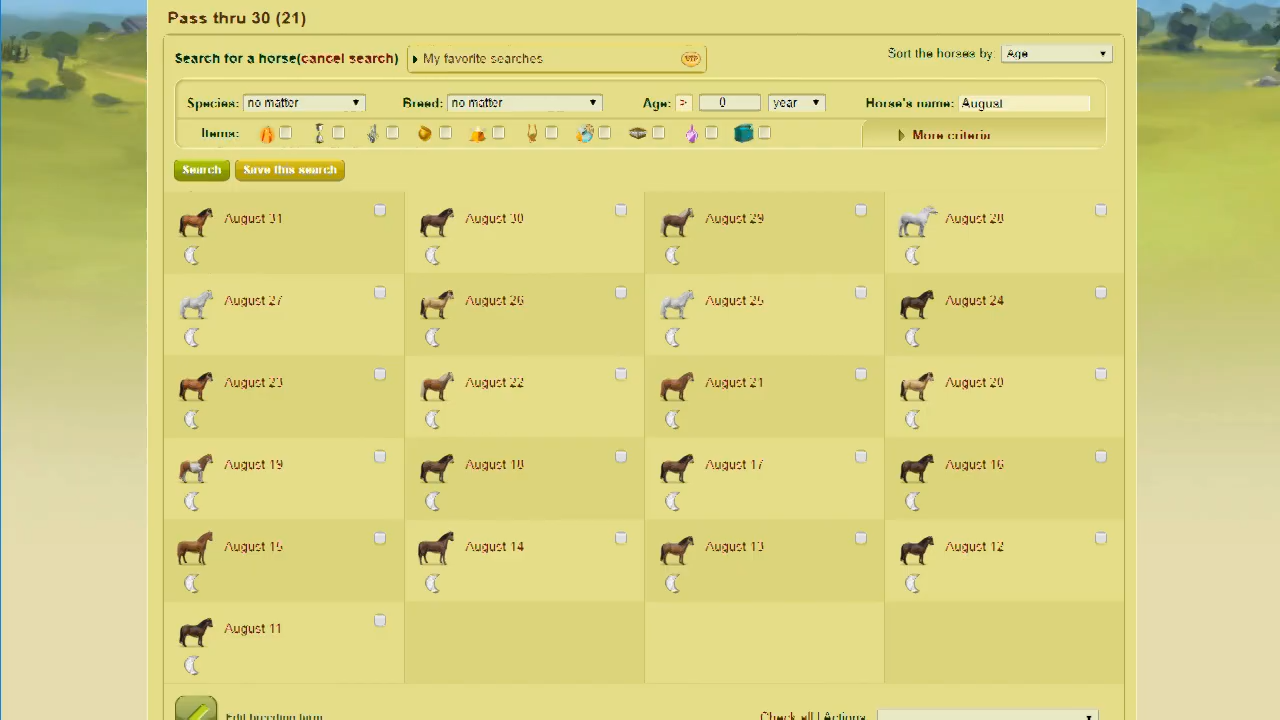 Pass thru 30 (21)
Search for a horse(cancel search) My favorite searches VIP Sort the horses by: Age
Species: no matter Breed: no matter Age: > 0 year Horse's name: August
Items: More criteria
Search Save this search
August 31 August 30 August 29 August 28
August 27 August 26 August 25 August 24
August 23 August 22 August 21 August 20
August 19 August 18 August 17 August 16
August 15 August 14 August 13 August 12
August 11
Edit breeding farm Check all | Actions